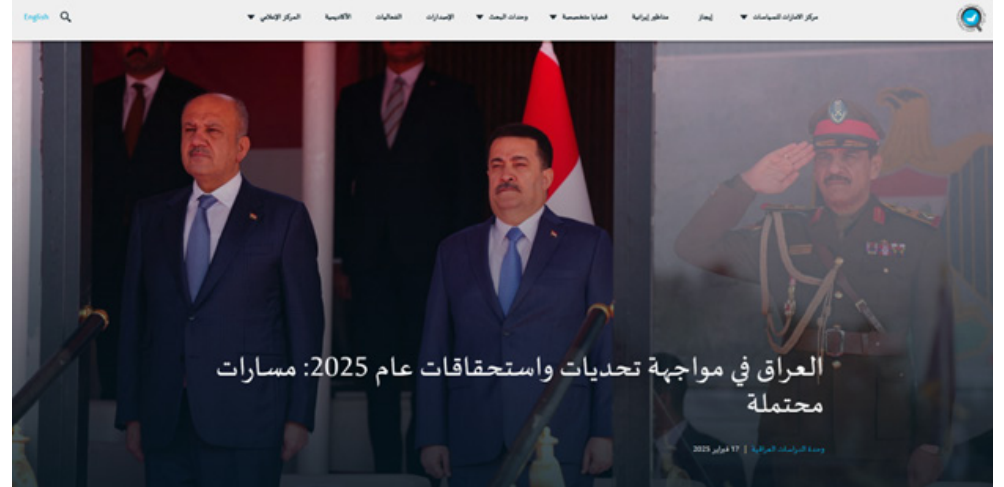 مركز الامارات للسياسات إيجاز مناظير إيرانية قضايا متخصصة وحدات البحث الإصدارات الفعاليات الأكاديمية المركز الإعلامي English
العراق في مواجهة تحديات واستحقاقات عام 2025: مسارات
محتملة
وحدة الدراسات العراقية | 17 فبراير 2025